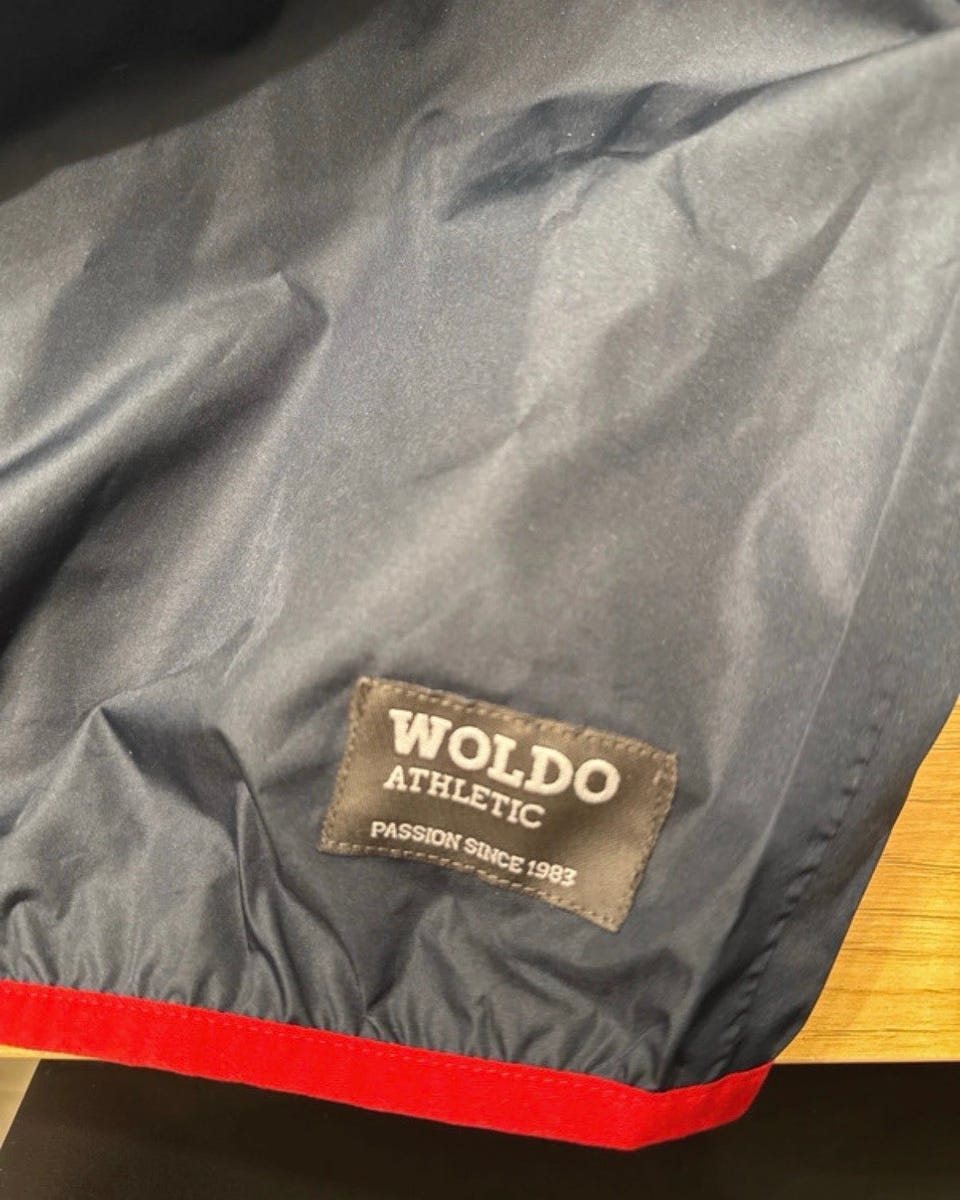 WOLDO
ATHLETIC
PASSION SINCE 1983